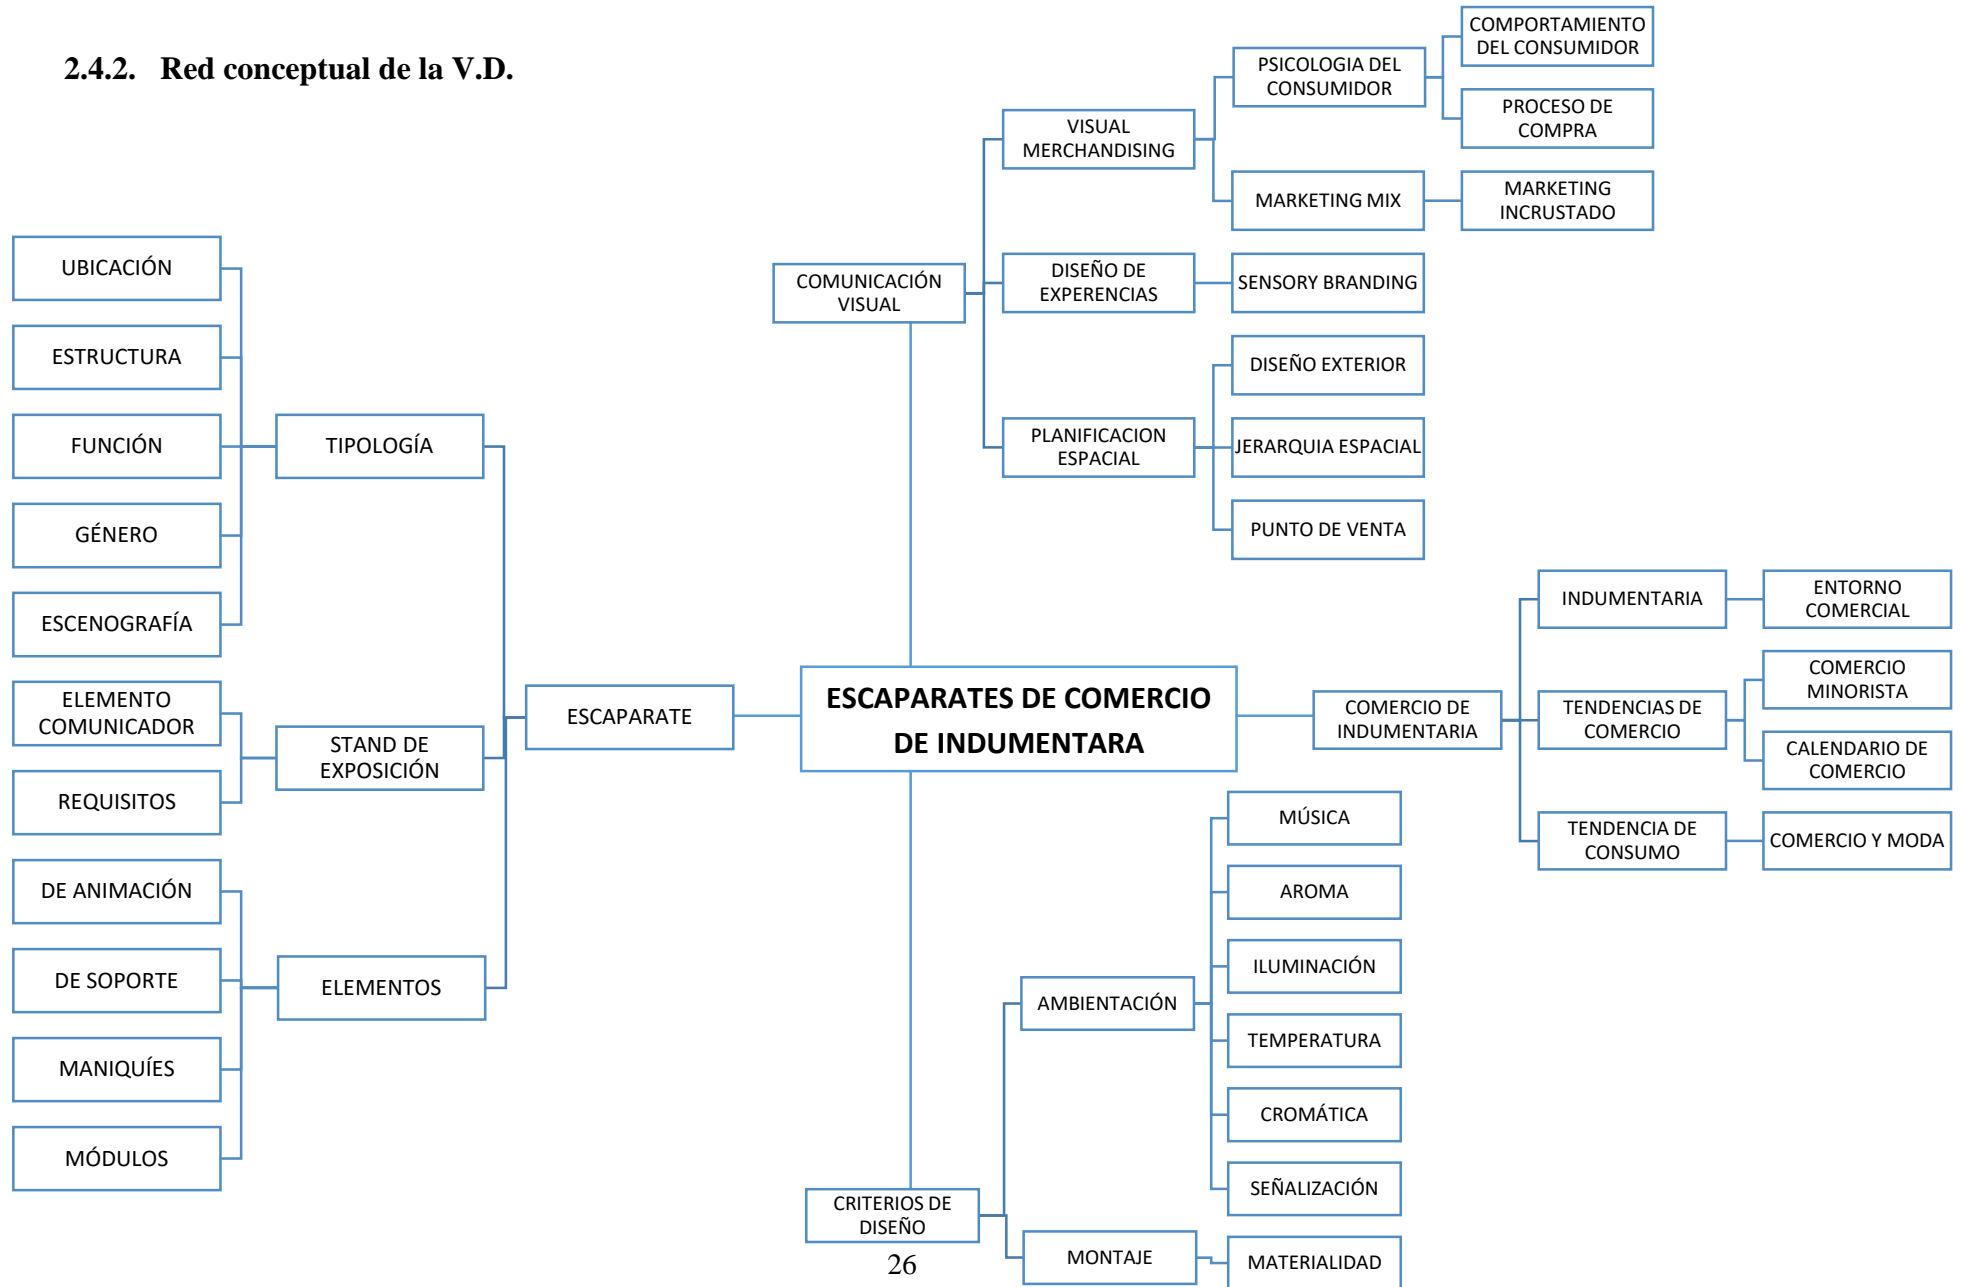 2.4.2. Red conceptual de la V.D.
COMPORTAMIENTO
DEL CONSUMIDOR
PSICOLOGIA DEL
CONSUMIDOR
PROCESO DE
COMPRA
VISUAL
MERCHANDISING
MARKETING MIX
MARKETING
INCRUSTADO
COMUNICACIÓN
VISUAL
DISEÑO DE
EXPERENCIAS
SENSORY BRANDING
PLANIFICACION
ESPACIAL
DISEÑO EXTERIOR
JERARQUIA ESPACIAL
PUNTO DE VENTA
UBICACIÓN
ESTRUCTURA
FUNCIÓN
GÉNERO
ESCENOGRAFÍA
TIPOLOGÍA
ELEMENTO
COMUNICADOR
REQUISITOS
STAND DE
EXPOSICIÓN
DE ANIMACIÓN
DE SOPORTE
MANIQUÍES
MÓDULOS
ELEMENTOS
ESCAPARATE
ESCAPARATES DE COMERCIO
DE INDUMENTARA
COMERCIO DE
INDUMENTARIA
INDUMENTARIA
ENTORNO
COMERCIAL
TENDENCIAS DE
COMERCIO
COMERCIO
MINORISTA
CALENDARIO DE
COMERCIO
TENDENCIA DE
CONSUMO
COMERCIO Y MODA
CRITERIOS DE
DISEÑO
AMBIENTACIÓN
MÚSICA
AROMA
ILUMINACIÓN
TEMPERATURA
CROMÁTICA
SEÑALIZACIÓN
MONTAJE
MATERIALIDAD
26